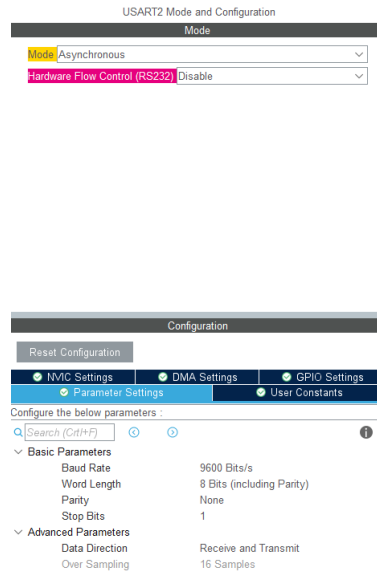 USART2 Mode and Configuration
Mode
Mode Asynchronous
Hardware Flow Control (RS232) Disable
Configuration
Reset Configuration
NVIC Settings DMA Settings GPIO Settings
Parameter Settings User Constants
Configure the below parameters :
Search (Crtl+F)
Basic Parameters
Baud Rate 9600 Bits/s
Word Length 8 Bits (including Parity)
Parity None
Stop Bits 1
Advanced Parameters
Data Direction Receive and Transmit
Over Sampling 16 Samples